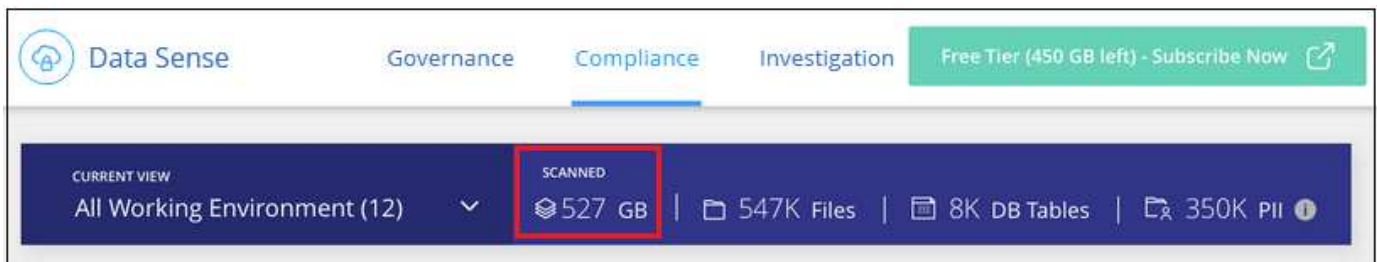 Data Sense Governance Compliance Investigation Free Tier (450 GB left) - Subscribe Now
CURRENT VIEW SCANNED
All Working Environment (12) 527 GB | 547K Files | 8K DB Tables | 350K PII